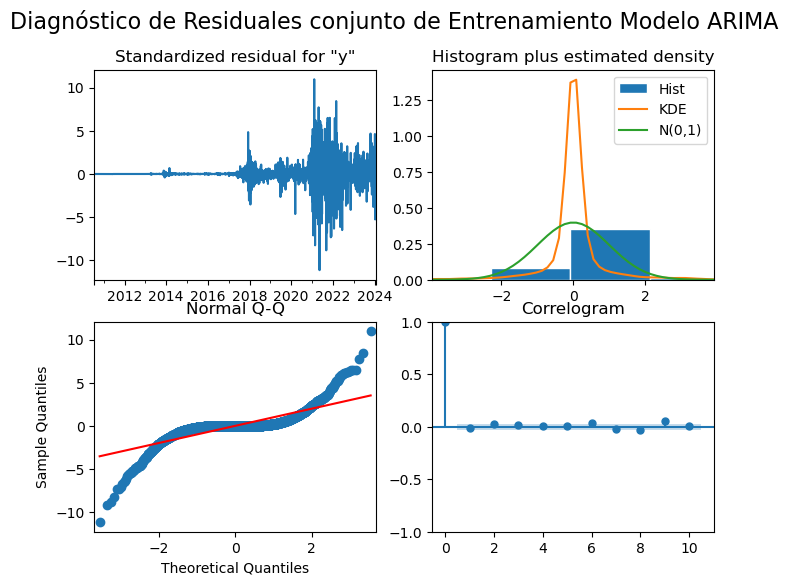 Diagnóstico de Residuales conjunto de Entrenamiento Modelo ARIMA
Standardized residual for "y"
10
5
0
−5
−10
2012 2014 2016 2018 2020 2022 2024
Histogram plus estimated density
Hist
KDE
N(0,1)
1.25
1.00
0.75
0.50
0.25
0.00
−2 0 2
Normal Q-Q
Sample Quantiles
10
5
0
−5
−10
−2 0 2
Theoretical Quantiles
Correlogram
1.0
0.5
0.0
−0.5
−1.0
0 2 4 6 8 10